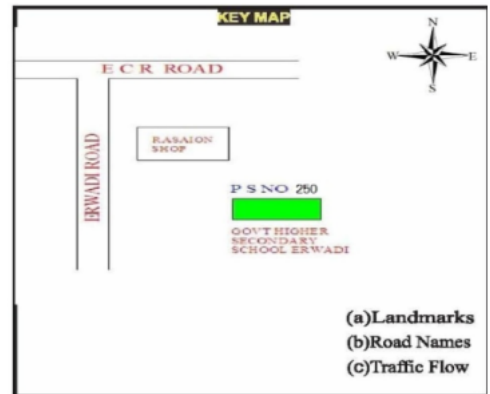 KEY MAP
N
W E
S
E C R ROAD
ERWADI ROAD
RASAION
SHOP
P S NO 250
GOVT HIGHER
SECONDARY
SCHOOL ERWADI
(a)Landmarks
(b)Road Names
(c)Traffic Flow